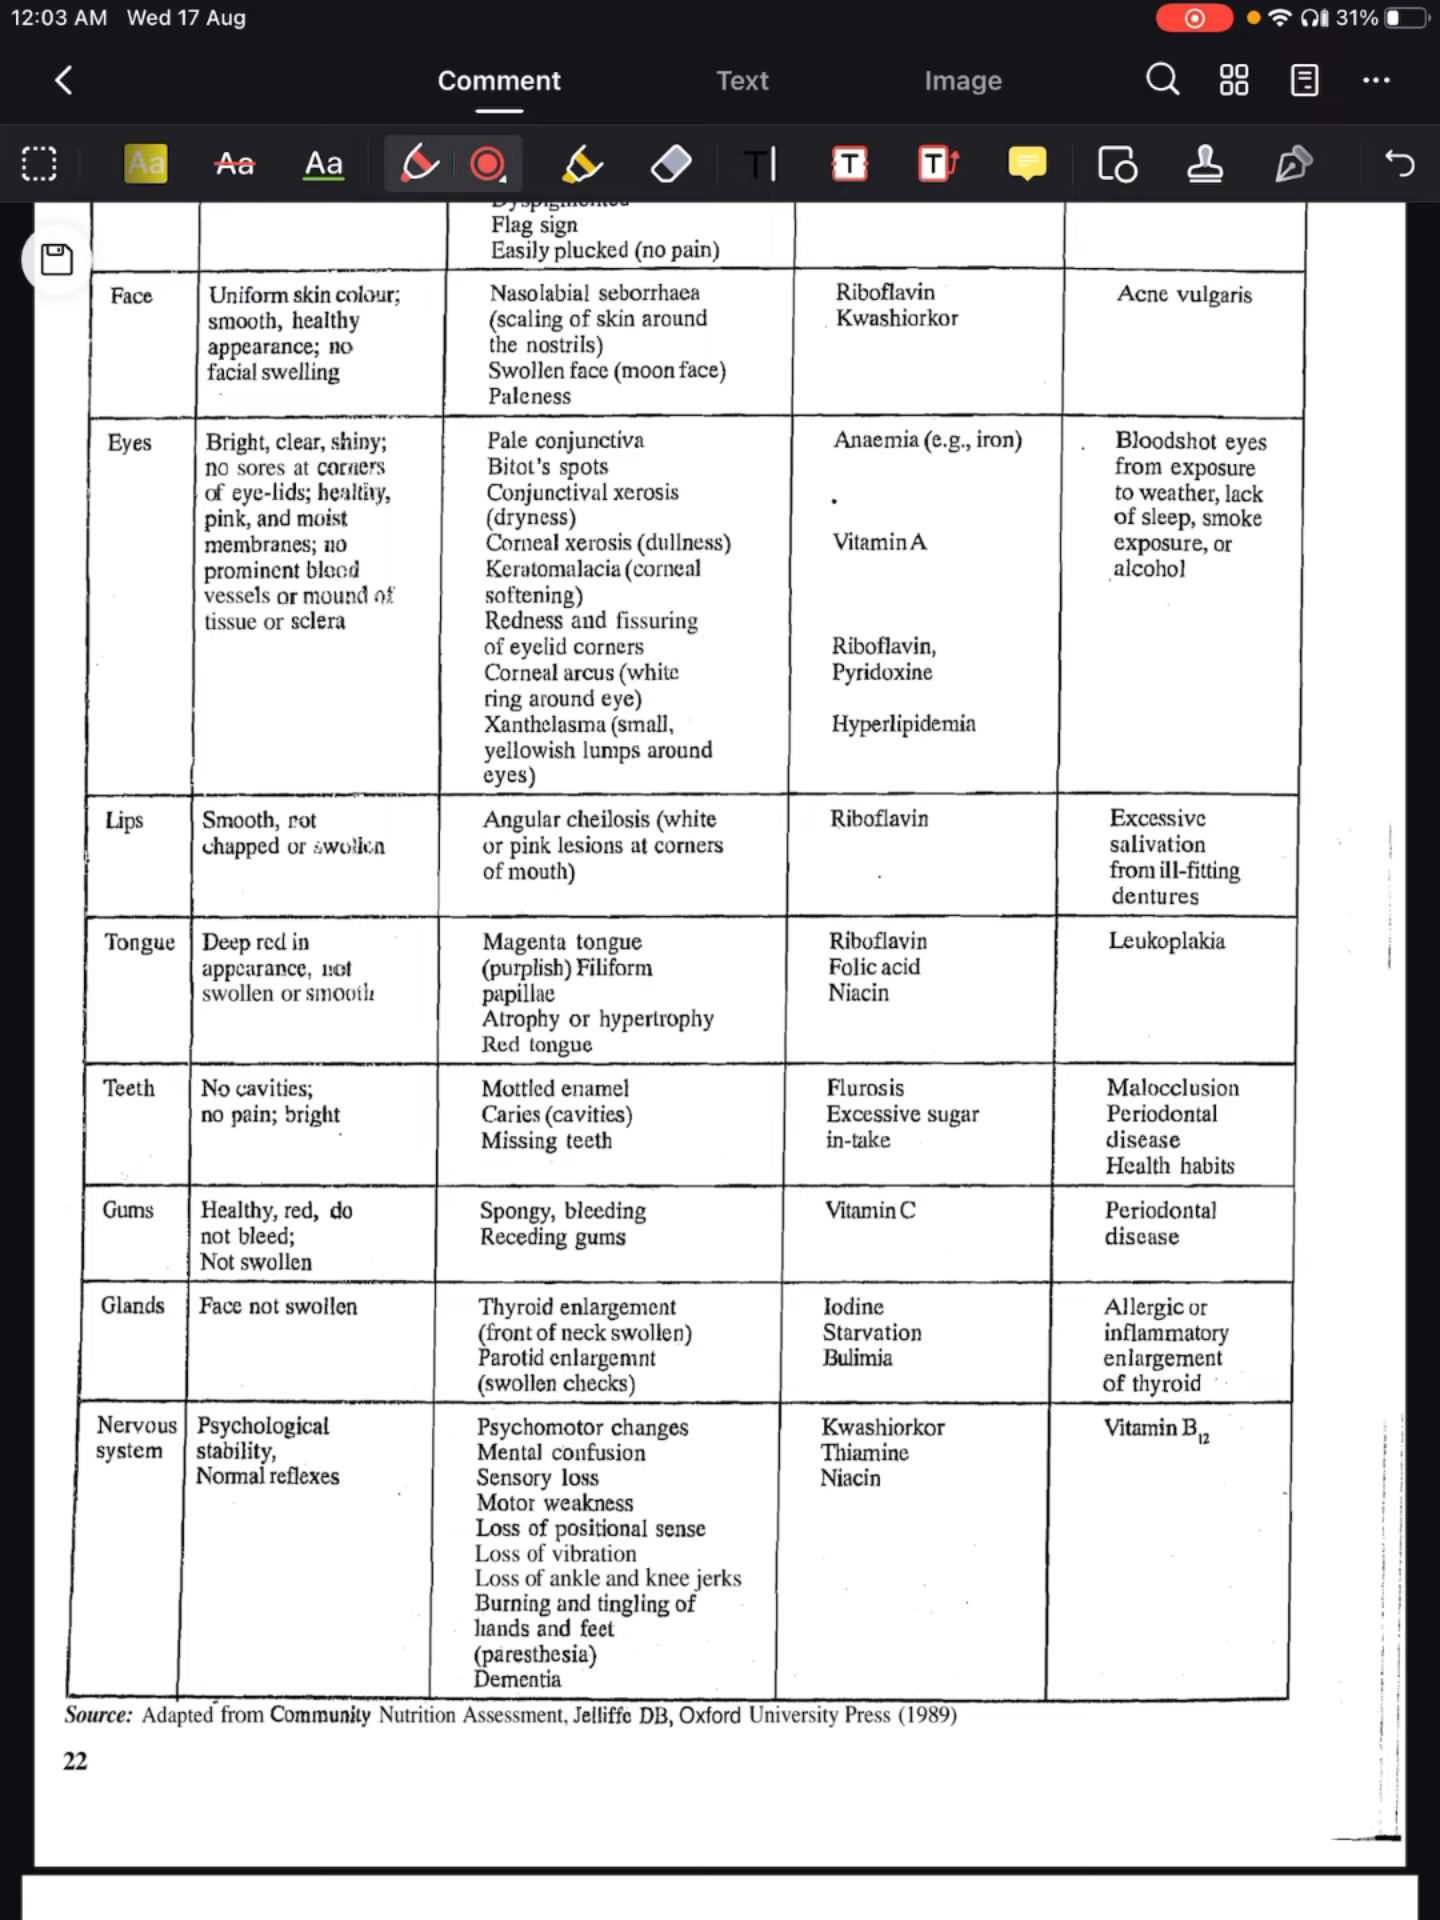 12:03 AM Wed 17 Aug
31%
Comment Text Image
Aa Aa Aa T T T
Flag sign
Easily plucked (no pain)
Face
Uniform skin colour;
smooth, healthy
appearance; no
facial swelling
Nasolabial seborrhaea
(scaling of skin around
the nostrils)
Swollen face (moon face)
Paleness
Riboflavin
Kwashiorkor
Acne vulgaris
Eyes
Bright, clear, shiny;
no sores at corners
of eye-lids; healthy,
pink, and moist
membranes; no
prominent blood
vessels or mound of
tissue or sclera
Pale conjunctiva
Bitot's spots
Conjunctival xerosis
(dryness)
Corneal xerosis (dullness)
Keratomalacia (corneal
softening)
Redness and fissuring
of eyelid corners
Corneal arcus (white
ring around eye)
Xanthelasma (small,
yellowish lumps around
eyes)
Anaemia (e.g., iron)
Vitamin A
Riboflavin,
Pyridoxine
Hyperlipidemia
Bloodshot eyes
from exposure
to weather, lack
of sleep, smoke
exposure, or
alcohol
Lips
Smooth, not
chapped or swollen
Angular cheilosis (white
or pink lesions at corners
of mouth)
Riboflavin
Excessive
salivation
from ill-fitting
dentures
Tongue
Deep red in
appearance, not
swollen or smooth
Magenta tongue
(purplish) Filiform
papillae
Atrophy or hypertrophy
Red tongue
Riboflavin
Folic acid
Niacin
Leukoplakia
Teeth
No cavities;
no pain; bright
Mottled enamel
Caries (cavities)
Missing teeth
Flurosis
Excessive sugar
in-take
Malocclusion
Periodontal
disease
Health habits
Gums
Healthy, red, do
not bleed;
Not swollen
Spongy, bleeding
Receding gums
Vitamin C
Periodontal
disease
Glands
Face not swollen
Thyroid enlargement
(front of neck swollen)
Parotid enlargemnt
(swollen checks)
Iodine
Starvation
Bulimia
Allergic or
inflammatory
enlargement
of thyroid
Nervous
system
Psychological
stability,
Normal reflexes
Psychomotor changes
Mental confusion
Sensory loss
Motor weakness
Loss of positional sense
Loss of vibration
Loss of ankle and knee jerks
Burning and tingling of
hands and feet
(paresthesia)
Dementia
Kwashiorkor
Thiamine
Niacin
Vitamin B12
Source: Adapted from Community Nutrition Assessment, Jelliffe DB, Oxford University Press (1989)
22